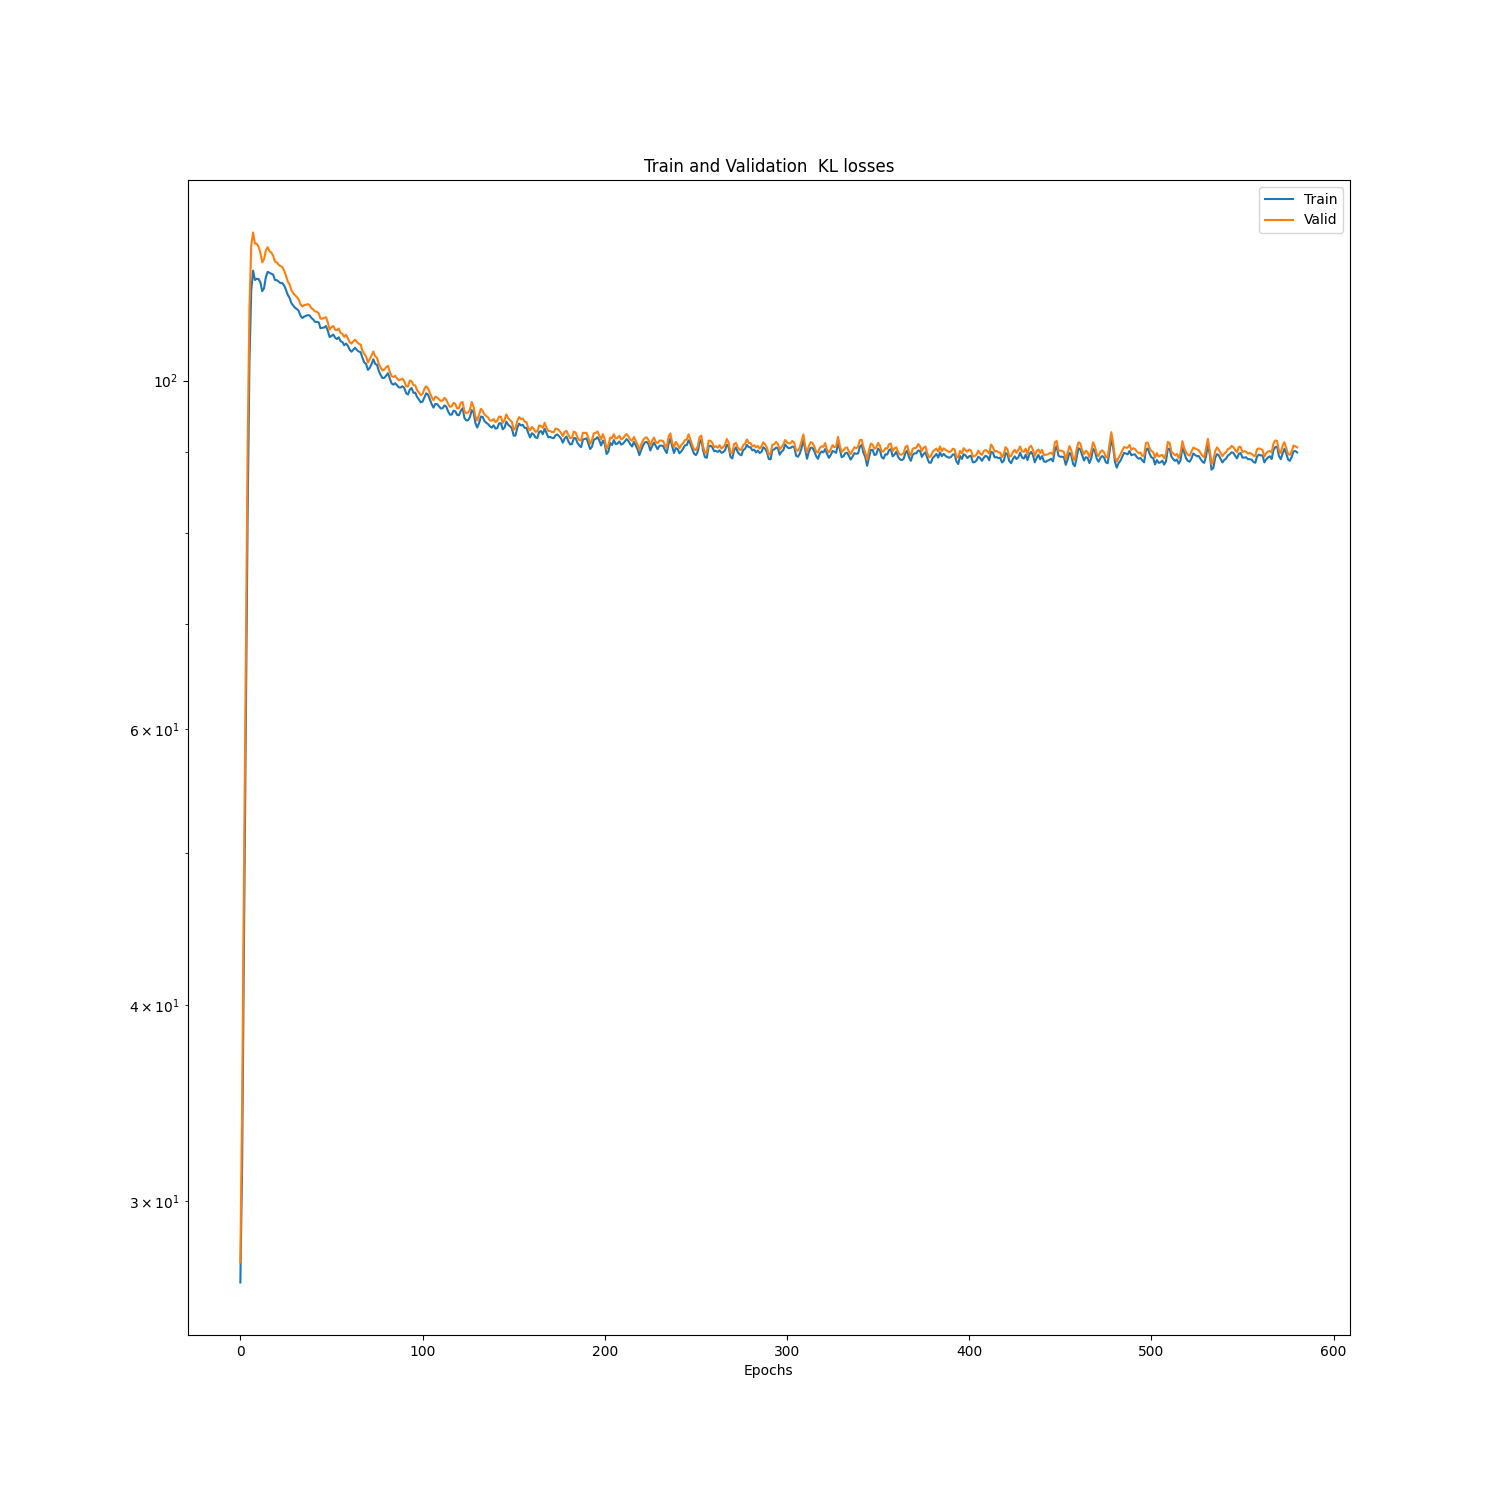 Train and Validation  KL losses
Train
Valid
10²
6 × 10¹
4 × 10¹
3 × 10¹
0 100 200 300 400 500 600
Epochs